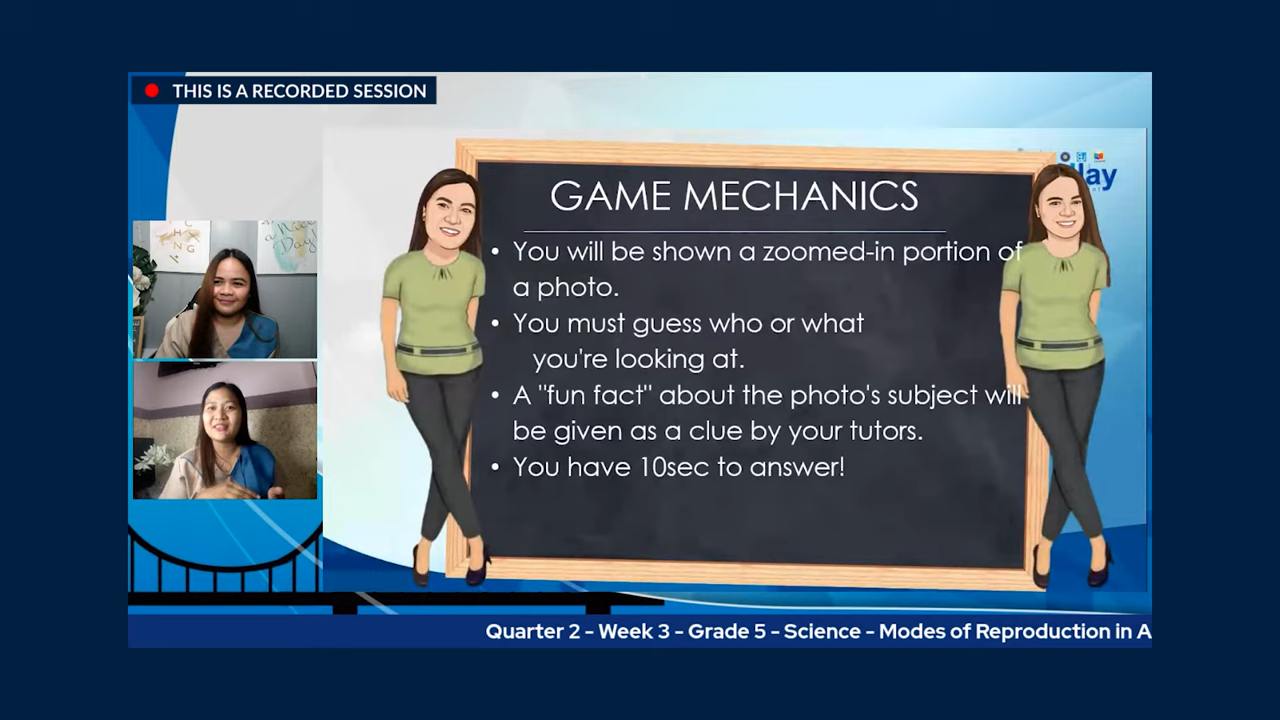 THIS IS A RECORDED SESSION
GAME MECHANICS
• You will be shown a zoomed-in portion of
a photo.
• You must guess who or what
you're looking at.
• A "fun fact" about the photo's subject will
be given as a clue by your tutors.
• You have 10sec to answer!
Quarter 2 - Week 3 - Grade 5 - Science - Modes of Reproduction in A